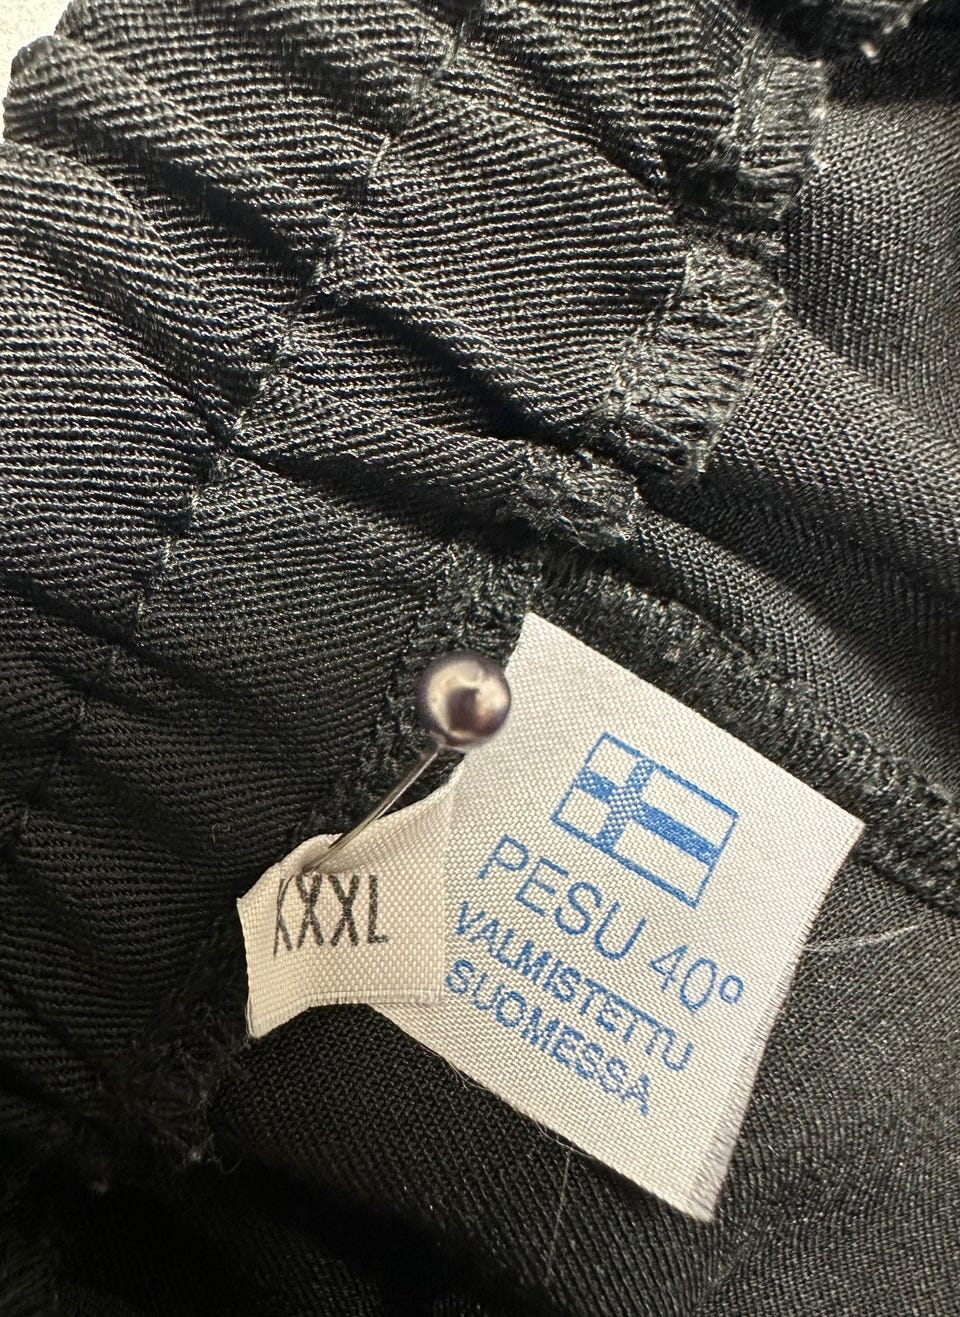 XXXL
PESU 40°
VALMISTETTU
SUOMESSA